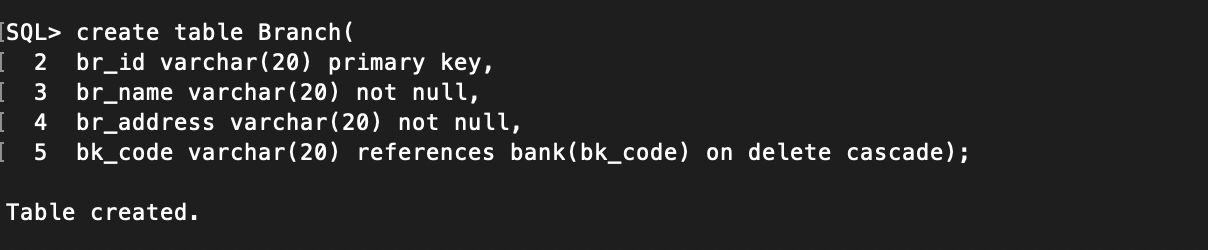 SQL> create table Branch(
2 br_id varchar(20) primary key,
3 br_name varchar(20) not null,
4 br_address varchar(20) not null,
5 bk_code varchar(20) references bank(bk_code) on delete cascade);
Table created.